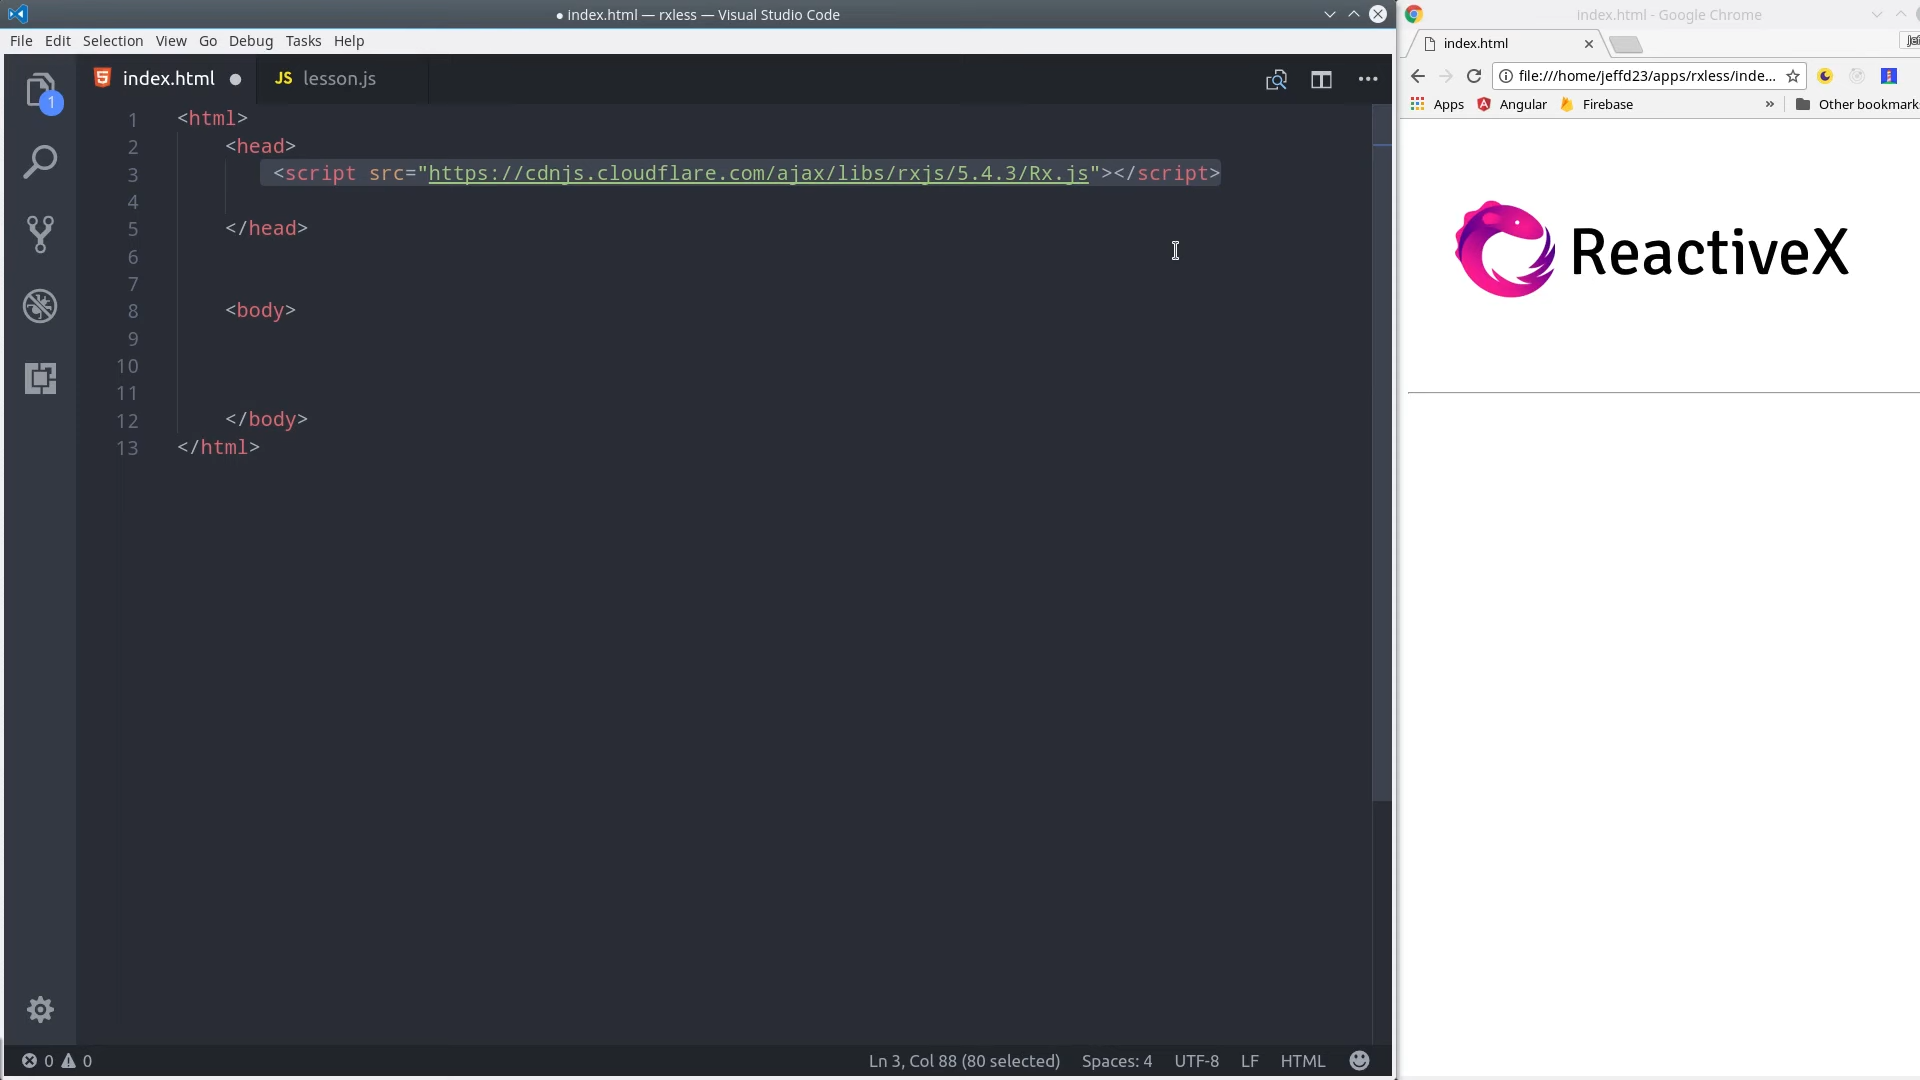 ● index.html — rxless — Visual Studio Code
File Edit Selection View Go Debug Tasks Help
index.html ● JS lesson.js
1
1 <html>
2 <head>
3 <script src="https://cdnjs.cloudflare.com/ajax/libs/rxjs/5.4.3/Rx.js"></script>
4
5 </head>
6
7
8 <body>
9
10
11
12 </body>
13 </html>
0 0 Ln 3, Col 88 (80 selected) Spaces: 4 UTF-8 LF HTML
index.html - Google Chrome
index.html
file:///home/jeffd23/apps/rxless/inde...
Apps Angular Firebase » Other bookmark
ReactiveX